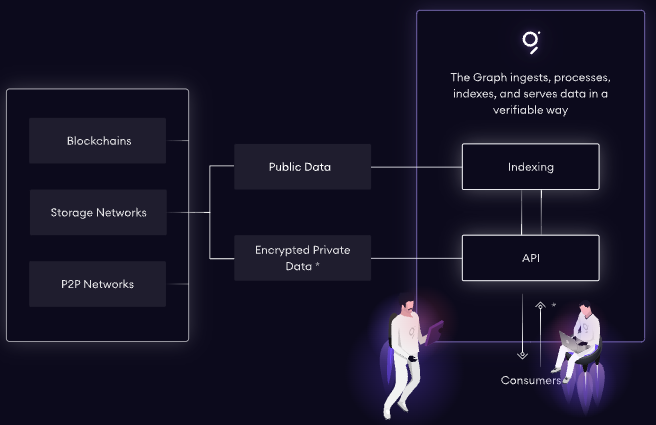 The Graph ingests, processes,
indexes, and serves data in a
verifiable way
Blockchains
Storage Networks
P2P Networks
Public Data
Encrypted Private
Data *
Indexing
API
*
Consumers